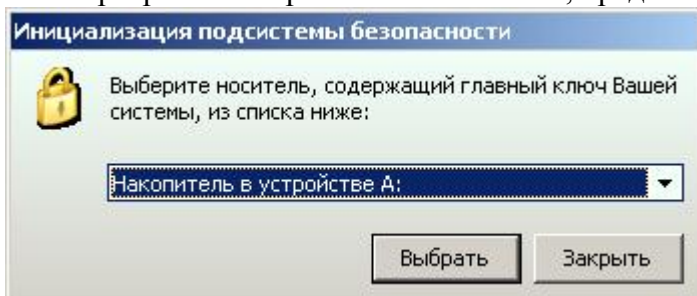 Инициализация подсистемы безопасности
Выберите носитель, содержащий главный ключ Вашей
системы, из списка ниже:
Накопитель в устройстве А:
Выбрать
Закрыть